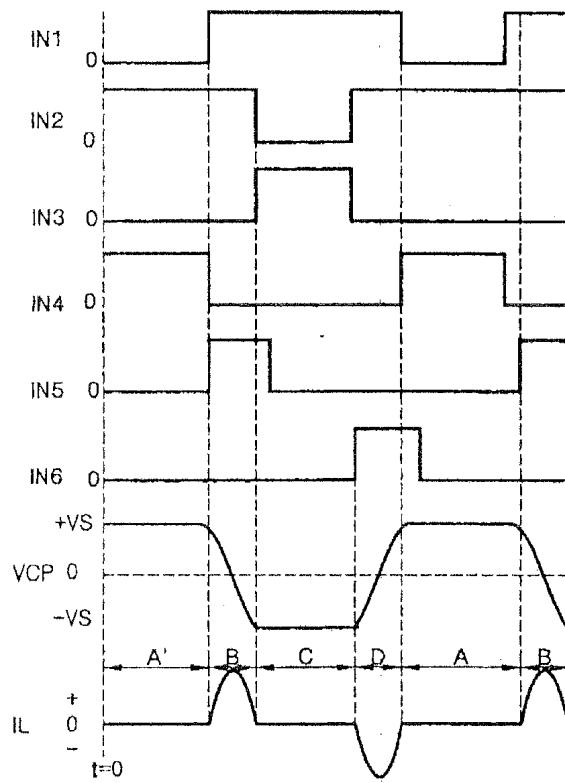 IN1
0
IN2
0
IN3 0
IN4 0
IN5 0
IN6 0
+VS
VCP 0
-VS
A' B C D A B
+
IL 0
-
t=0